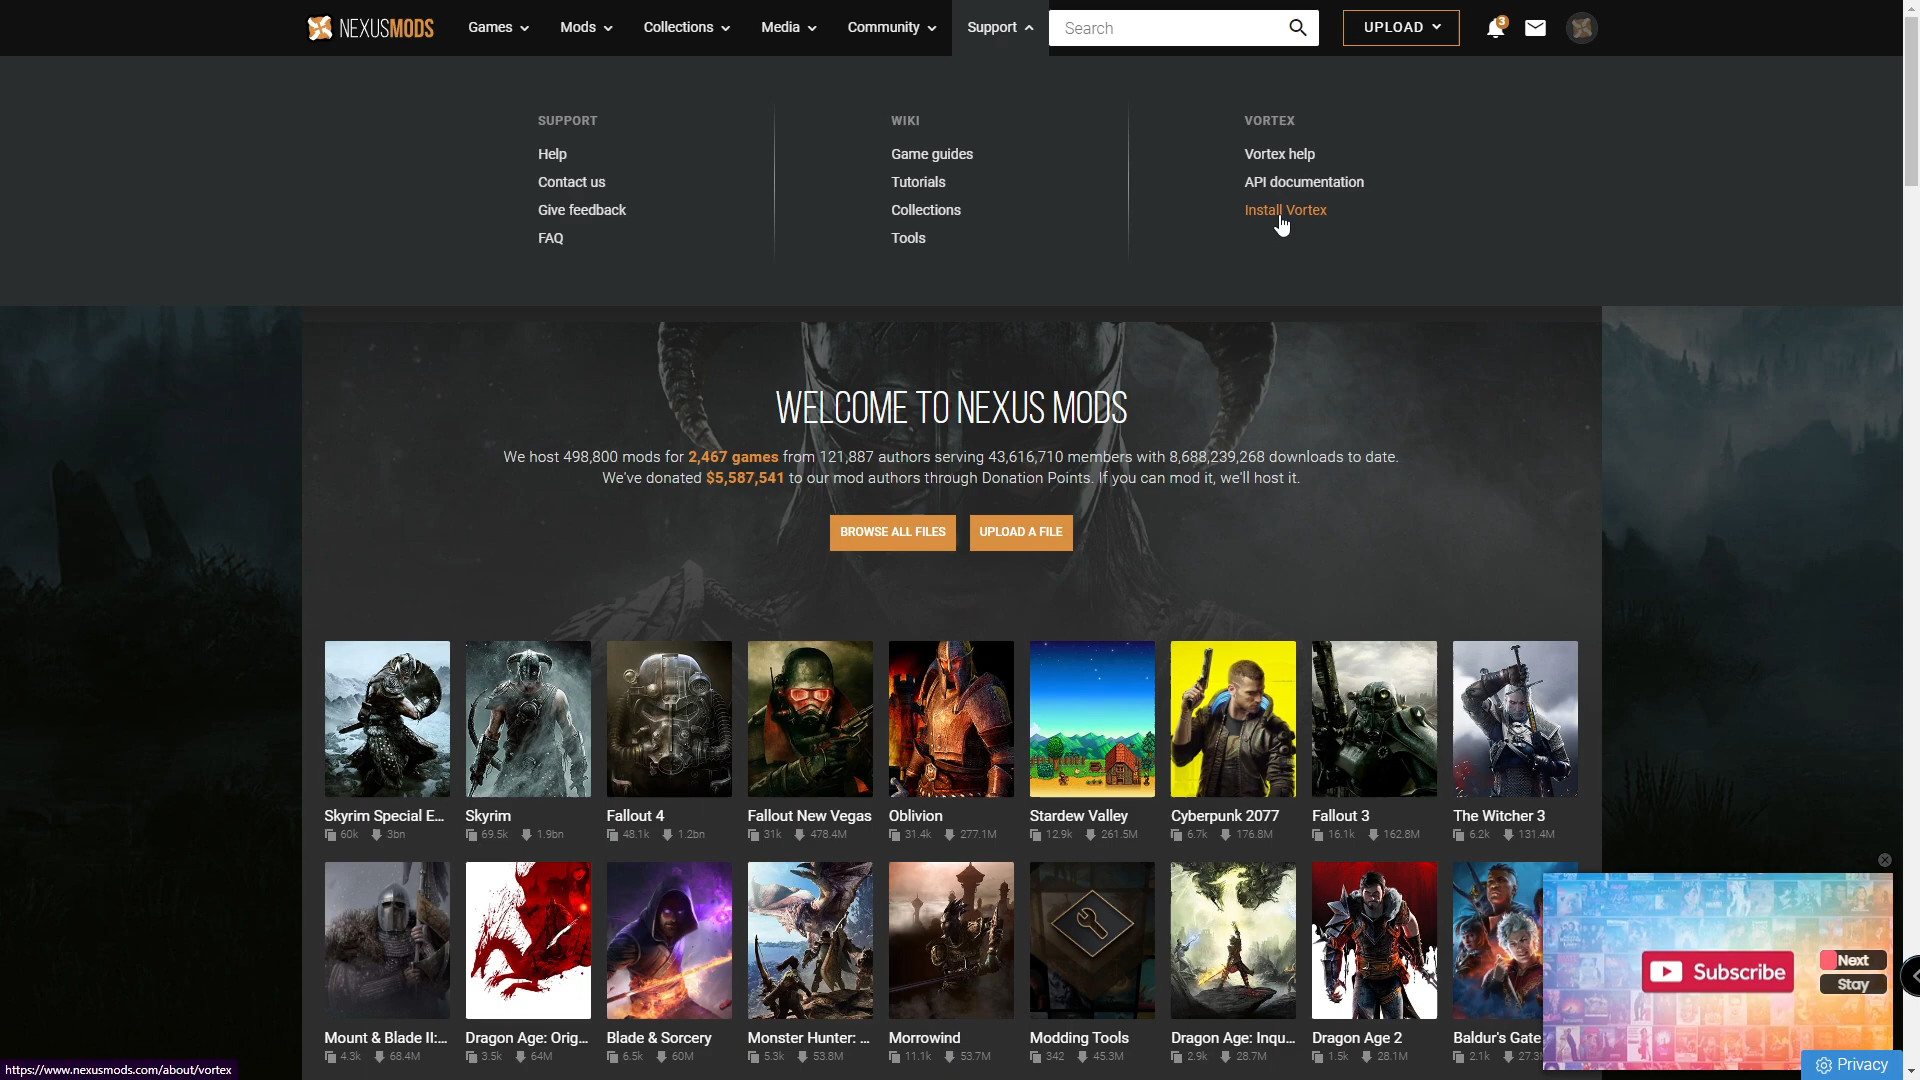 NEXUSMODS
Games
Mods
Collections
Media
Community
Support
Search
UPLOAD
3
SUPPORT
Help
Contact us
Give feedback
FAQ
WIKI
Game guides
Tutorials
Collections
Tools
VORTEX
Vortex help
API documentation
Install Vortex
WELCOME TO NEXUS MODS
We host 498,800 mods for 2,467 games from 121,887 authors serving 43,616,710 members with 8,688,239,268 downloads to date.
We've donated $5,587,541 to our mod authors through Donation Points. If you can mod it, we'll host it.
BROWSE ALL FILES
UPLOAD A FILE
Skyrim Special E...
60k 3bn
Skyrim
69.5k 1.9bn
Fallout 4
48.1k 1.2bn
Fallout New Vegas
31k 478.4M
Oblivion
31.4k 277.1M
Stardew Valley
12.9k 261.5M
Cyberpunk 2077
6.7k 176.8M
Fallout 3
16.1k 162.8M
The Witcher 3
6.2k 131.4M
Mount & Blade II:...
4.3k 68.4M
Dragon Age: Orig...
3.5k 64M
Blade & Sorcery
6.5k 60M
Monster Hunter: ...
5.3k 53.8M
Morrowind
11.1k 53.7M
Modding Tools
342 45.3M
Dragon Age: Inqu...
2.9k 28.7M
Dragon Age 2
1.5k 28.1M
Baldur's Gate
2.1k 27.3
Subscribe
Next
Stay
Privacy
https://www.nexusmods.com/about/vortex